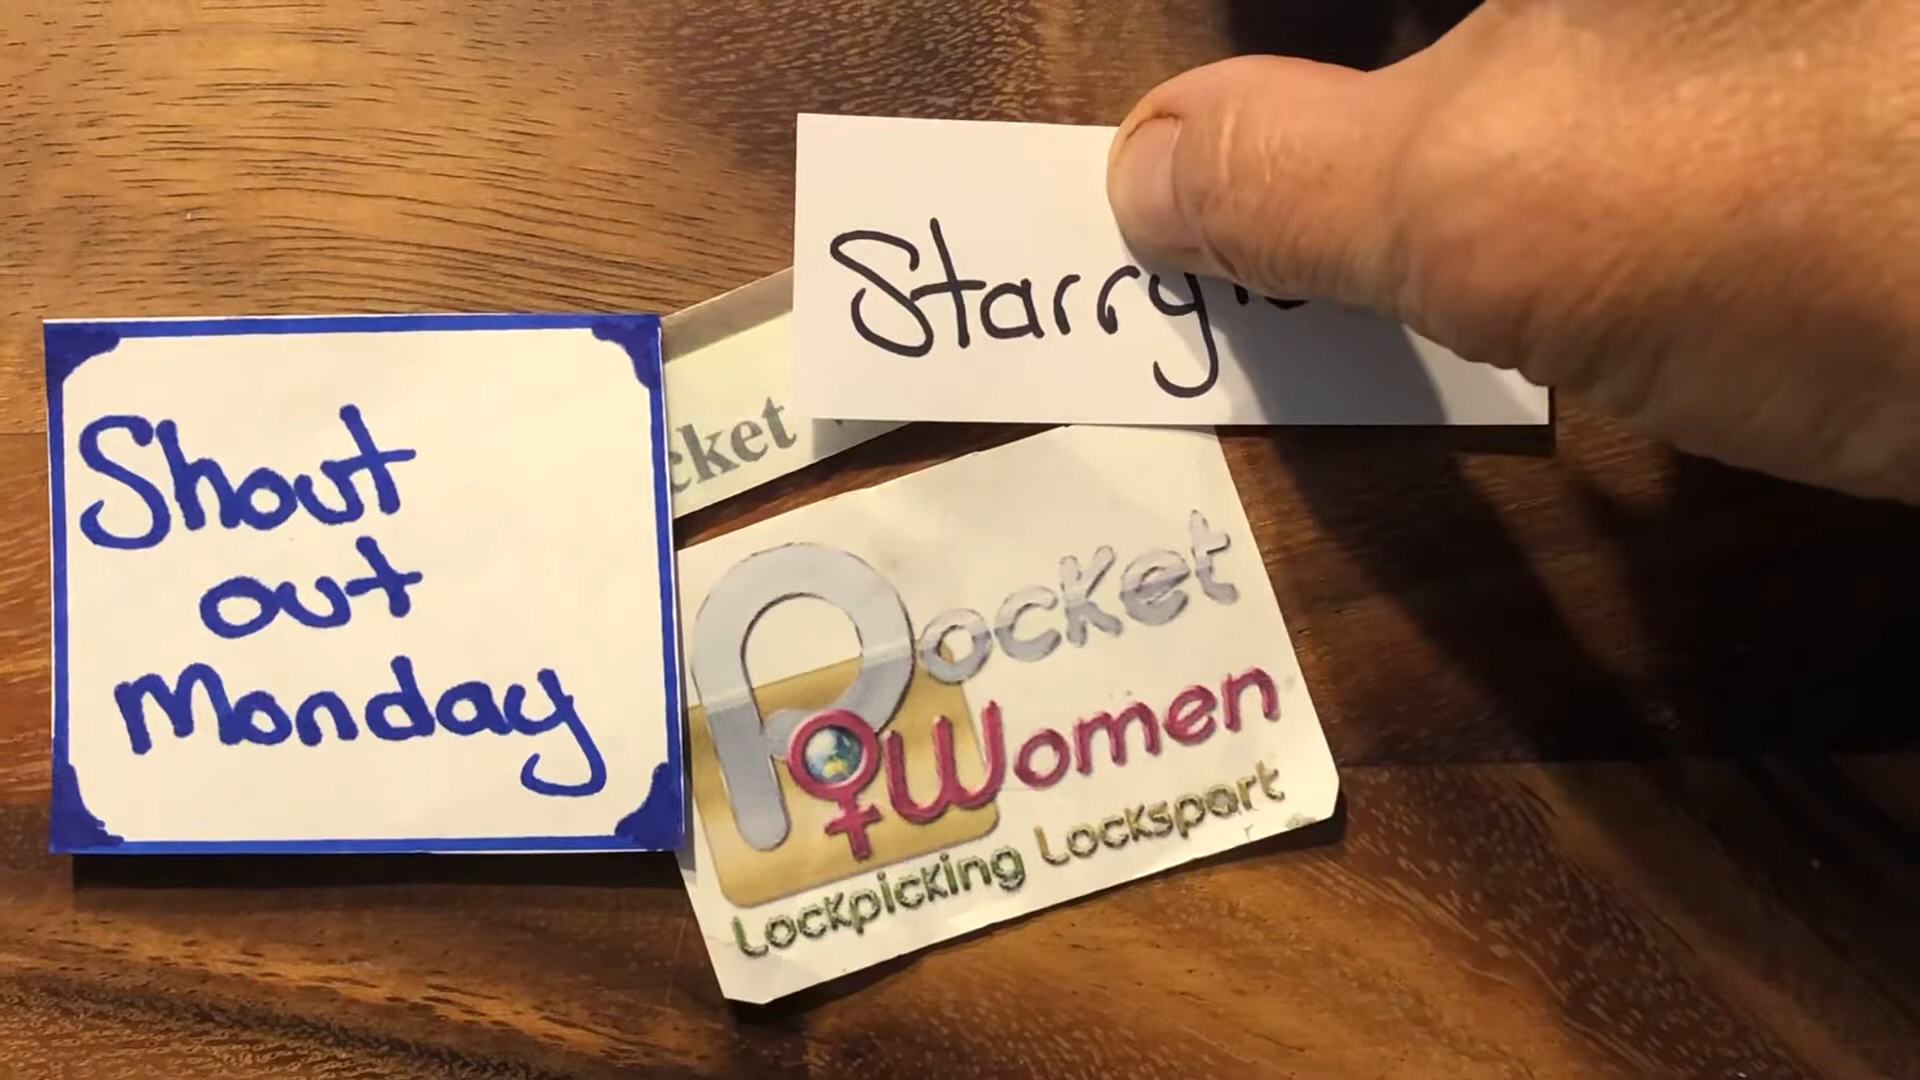 Shout
out
Monday
Starry
cket
Pocket
Women
Lockpicking Locksport